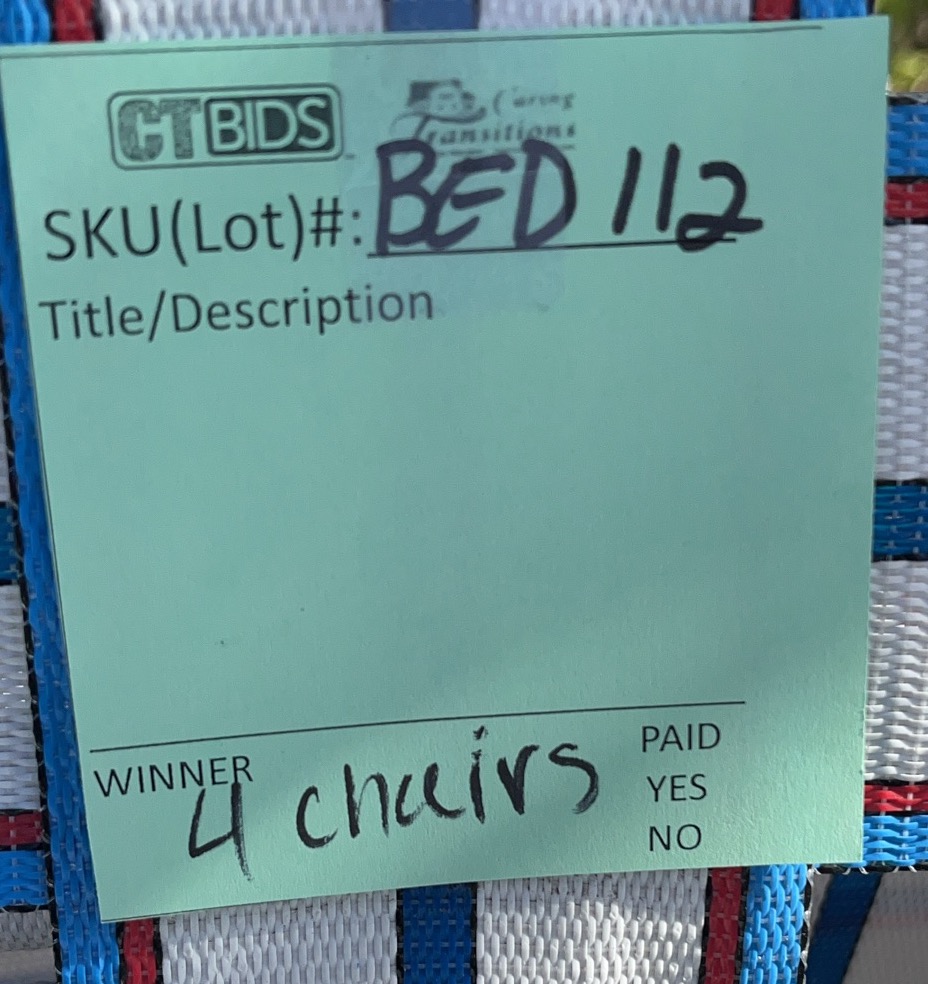 CTBIDS
Caring
Transitions
SKU(Lot)#: BED 112
Title/Description
WINNER
4 chairs
PAID
YES
NO